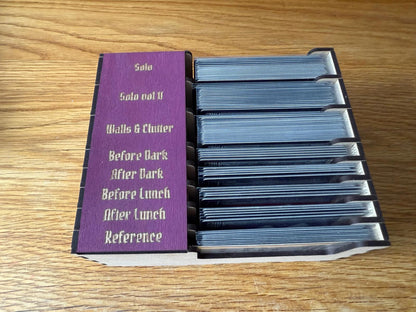 Solo
Solo vol II
Walls & Clutter
Before Dark
After Dark
Before Lunch
After Lunch
Reference